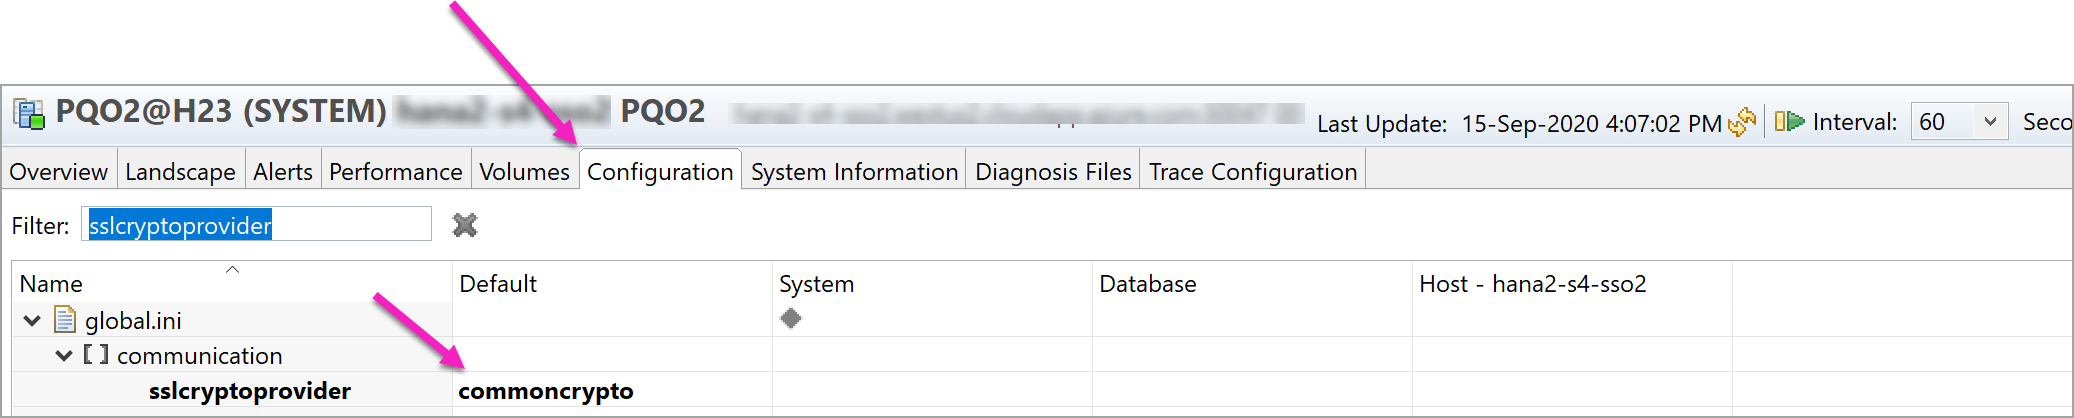 PQO2@H23 (SYSTEM) PQO2
Last Update: 15-Sep-2020 4:07:02 PM Interval: 60 Seco
Overview Landscape Alerts Performance Volumes Configuration System Information Diagnosis Files Trace Configuration
Filter: sslcryptoprovider
Name Default System Database Host - hana2-s4-sso2
global.ini
[ ] communication
sslcryptoprovider commoncrypto